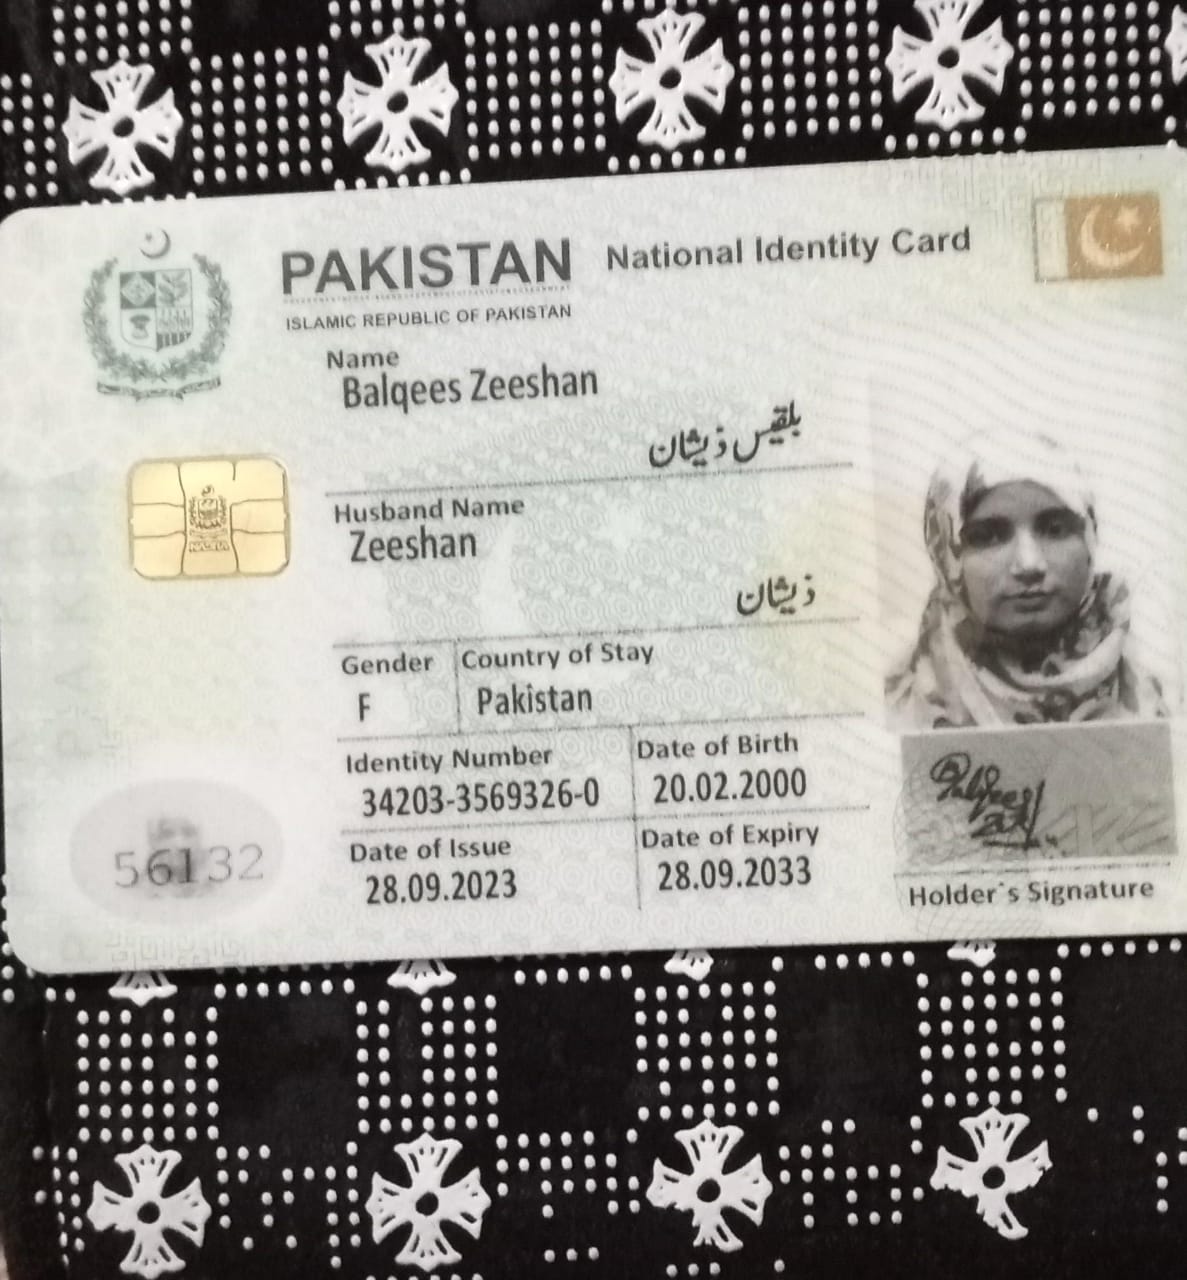 PAKISTAN National Identity Card
ISLAMIC REPUBLIC OF PAKISTAN
Name
Balqees Zeeshan
بلقیس ذیشان
Husband Name
Zeeshan
ذیشان
Gender Country of Stay
F Pakistan
Identity Number Date of Birth
34203-3569326-0 20.02.2000
Date of Issue Date of Expiry
28.09.2023 28.09.2033
56132
Holder's Signature